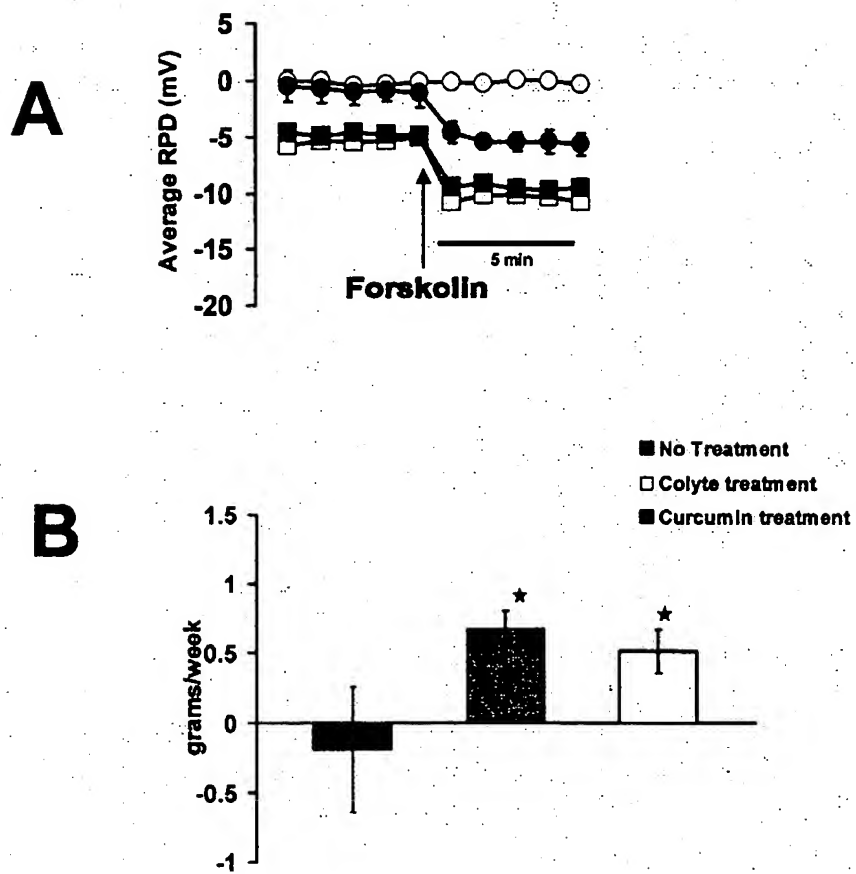 A
Average RPD (mV)
5
0
-5
-10
-15
-20
5 min
Forskolin
B
No Treatment
Colyte treatment
Curcumin treatment
grams/week
1.5
1
0.5
0
-0.5
-1
★
★